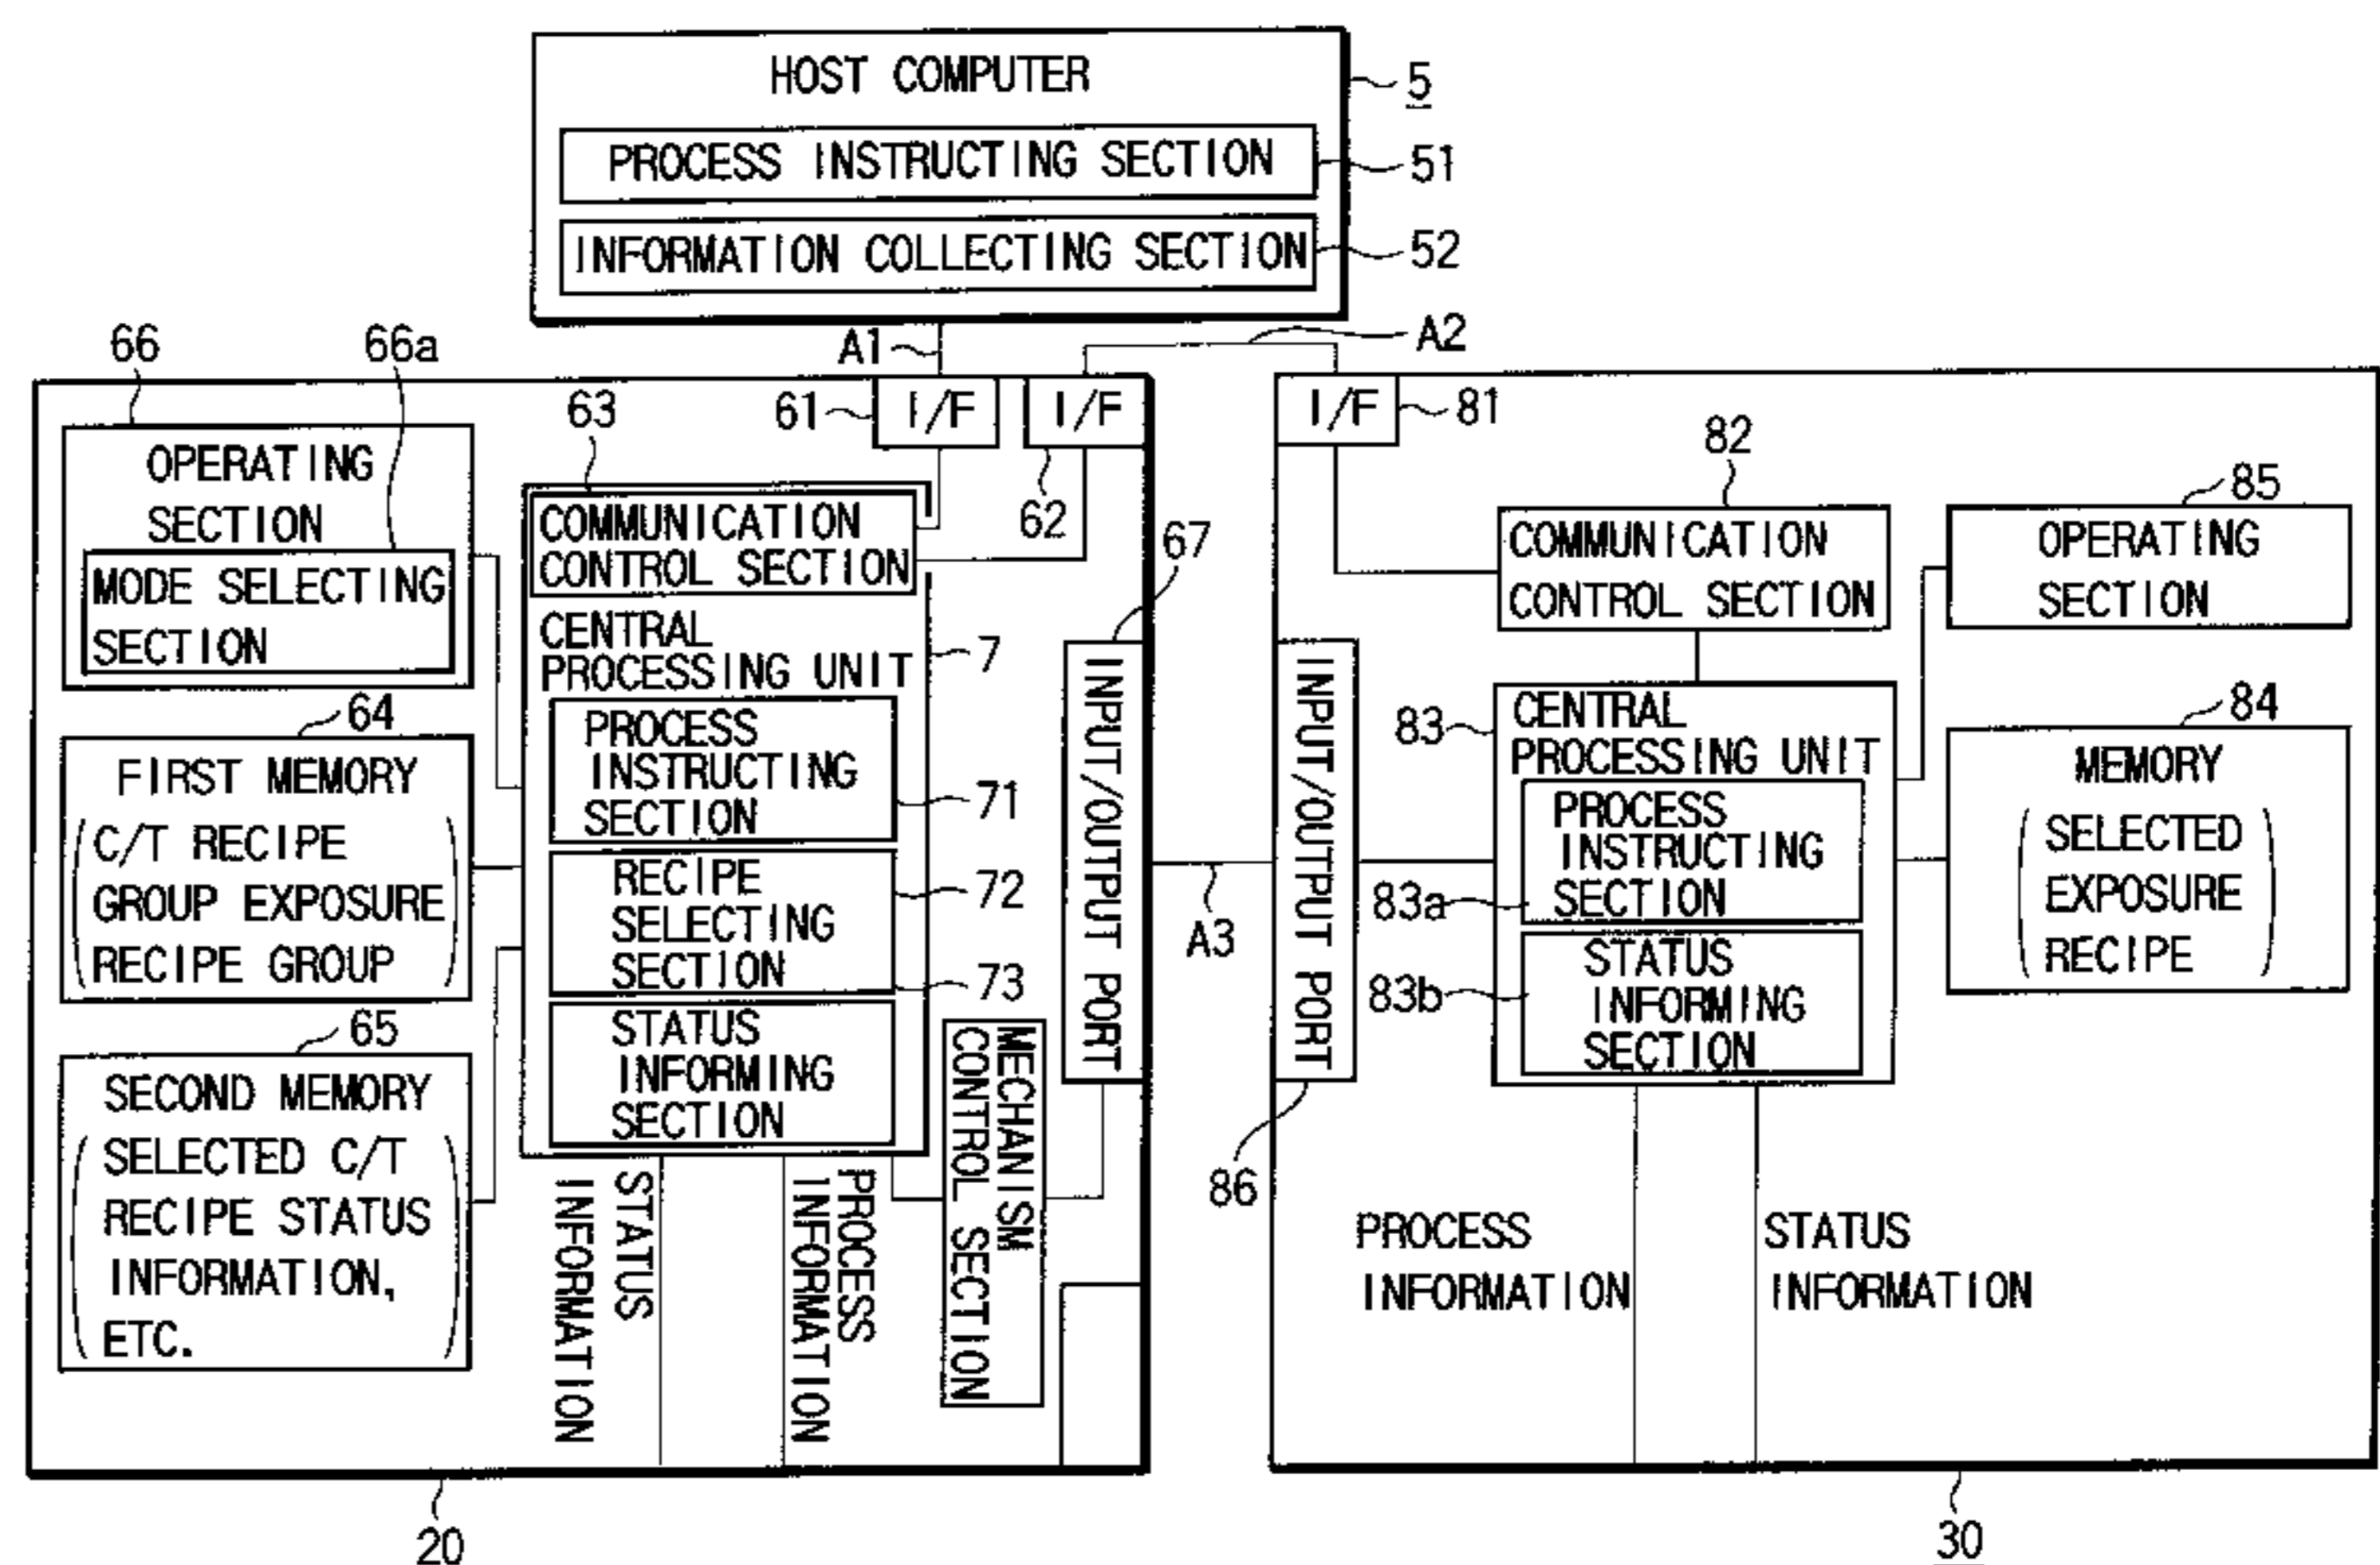 HOST COMPUTER
5
PROCESS INSTRUCTING SECTION
51
INFORMATION COLLECTING SECTION
52
A1
A2
66
66a
OPERATING
SECTION
MODE SELECTING
SECTION
64
FIRST MEMORY
C/T RECIPE
GROUP EXPOSURE
RECIPE GROUP
65
SECOND MEMORY
SELECTED C/T
RECIPE STATUS
INFORMATION,
ETC.
63
61
I/F
I/F
62
COMMUNICATION
CONTROL SECTION
CENTRAL
PROCESSING UNIT
7
PROCESS
INSTRUCTING
SECTION
71
RECIPE
SELECTING
SECTION
72
73
STATUS
INFORMING
SECTION
STATUS
INFORMATION
PROCESS
INFORMATION
MECHANISM
CONTROL SECTION
67
INPUT/OUTPUT PORT
A3
20
I/F
81
82
COMMUNICATION
CONTROL SECTION
85
OPERATING
SECTION
INPUT/OUTPUT PORT
86
83
CENTRAL
PROCESSING UNIT
PROCESS
INSTRUCTING
SECTION
83a
STATUS
INFORMING
SECTION
83b
84
MEMORY
SELECTED
EXPOSURE
RECIPE
PROCESS
INFORMATION
STATUS
INFORMATION
30